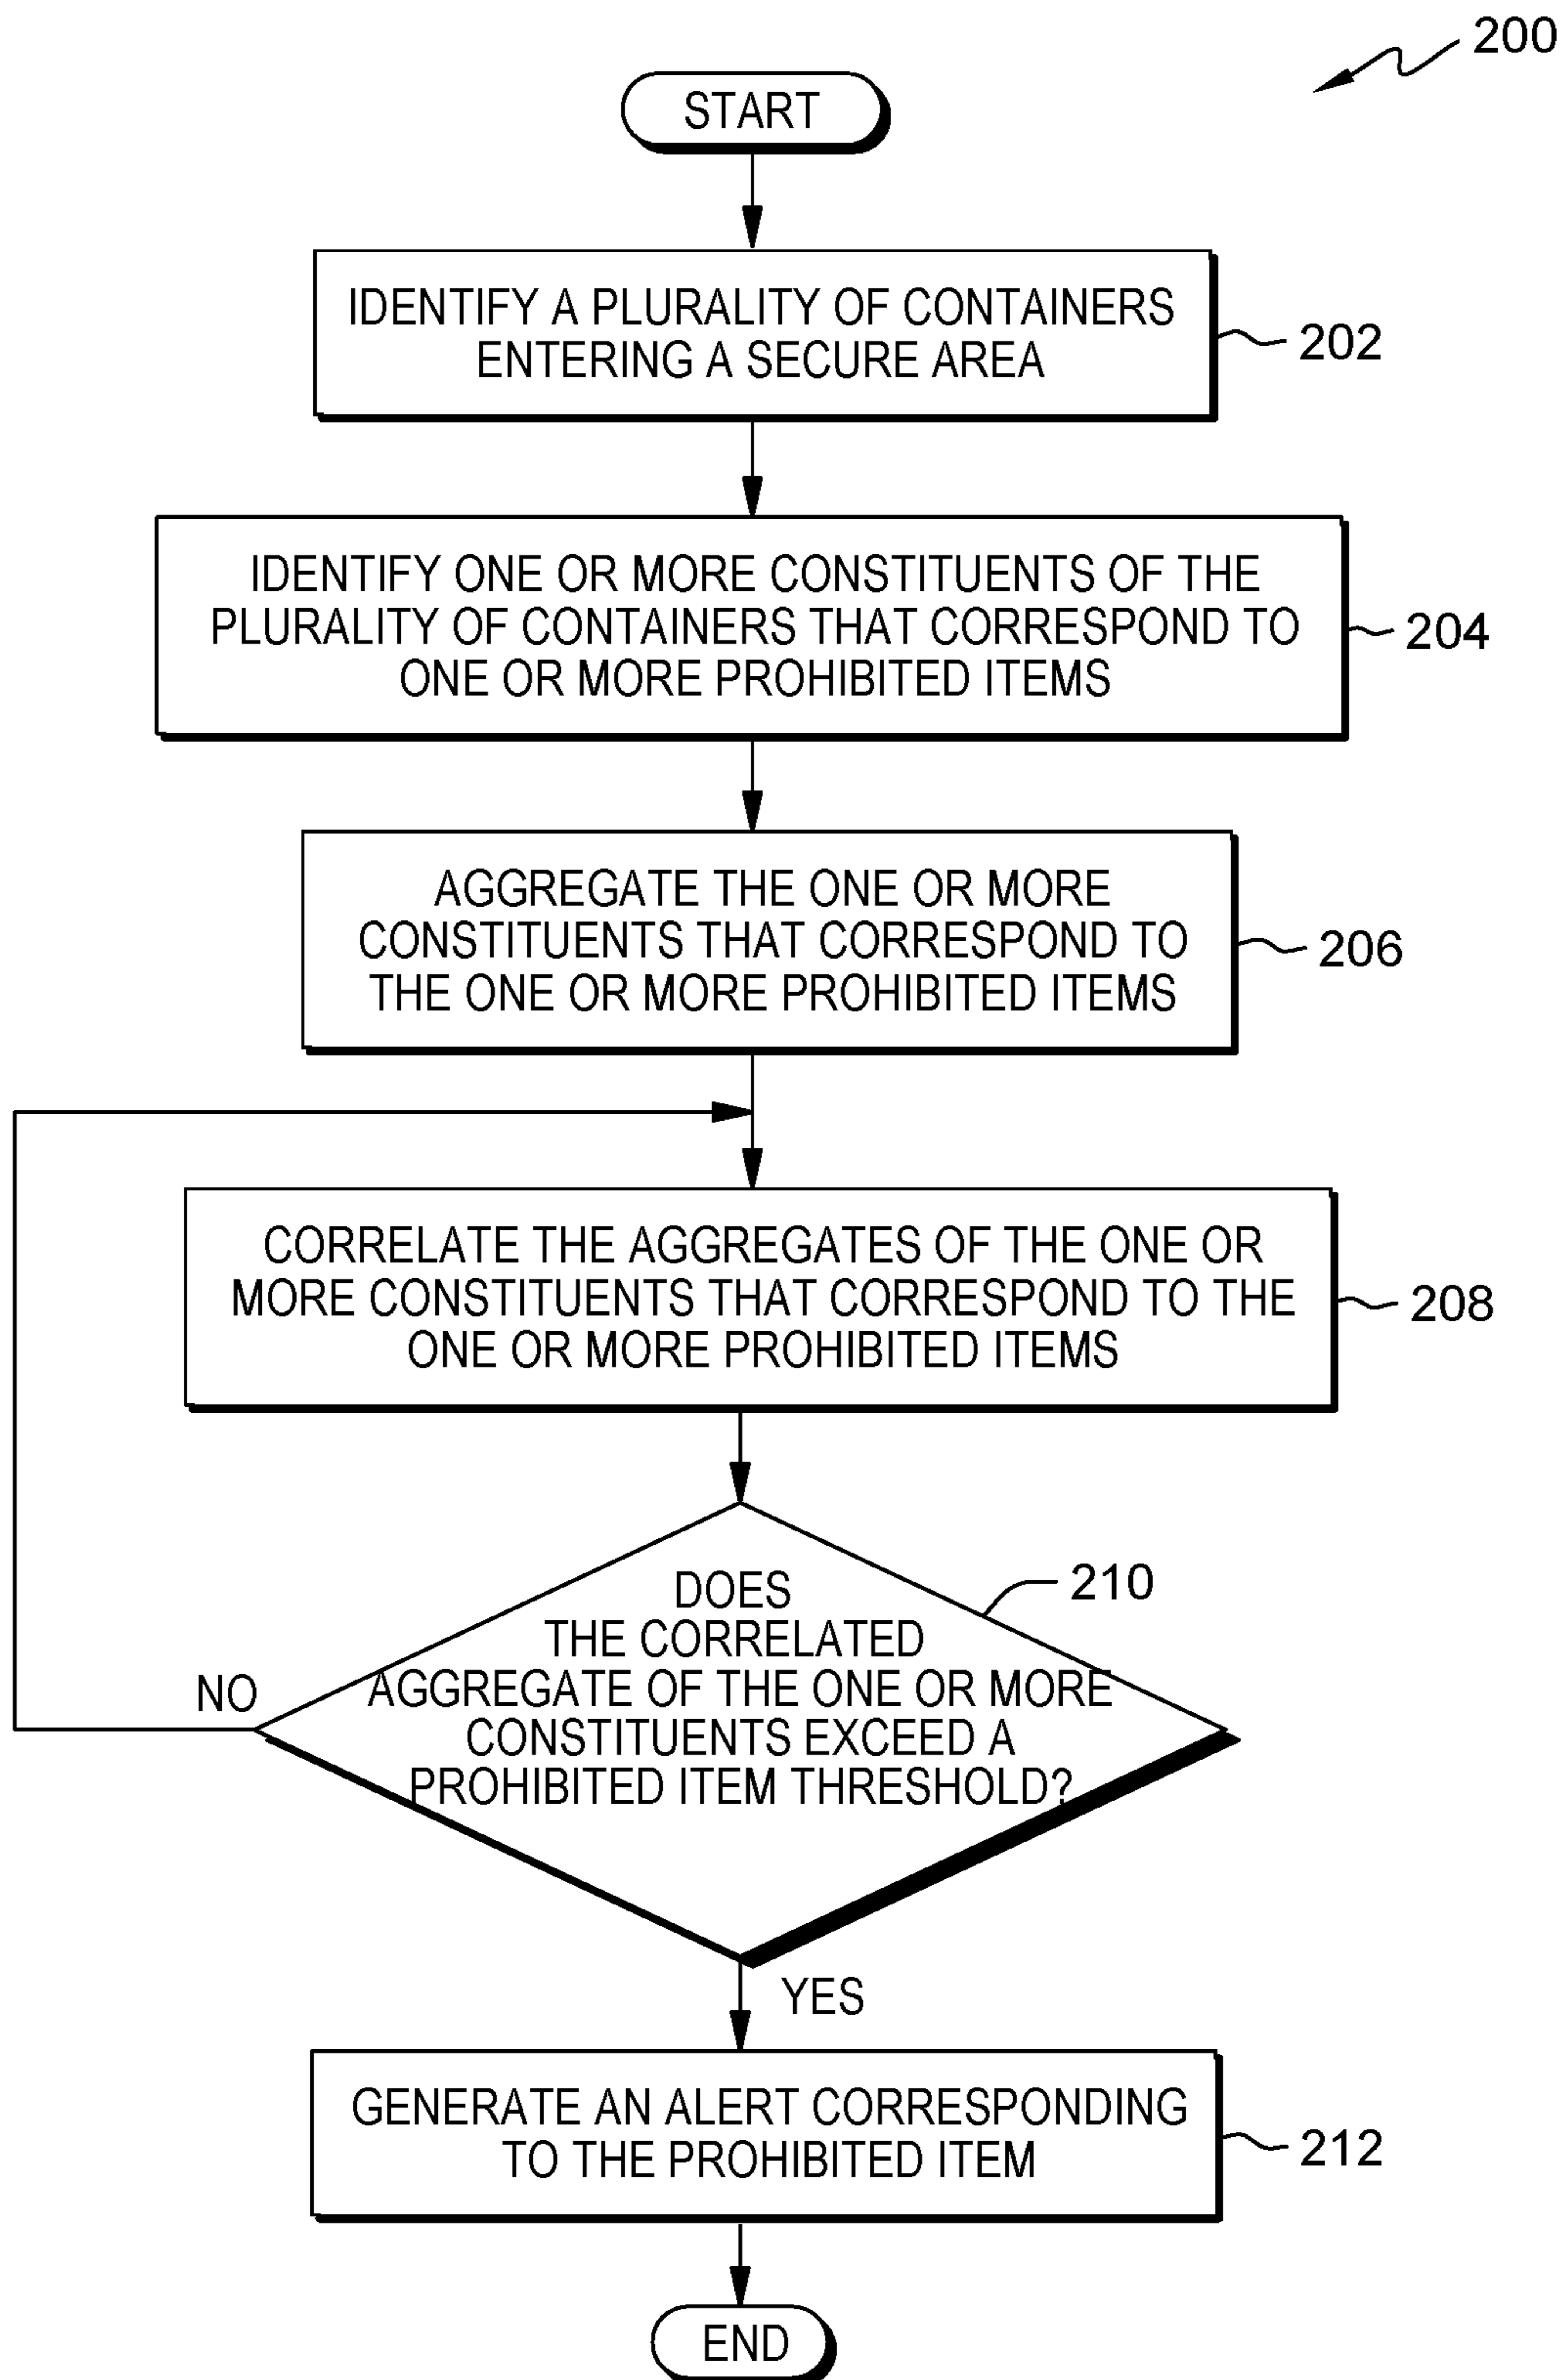 200
START
IDENTIFY A PLURALITY OF CONTAINERS
ENTERING A SECURE AREA
202
IDENTIFY ONE OR MORE CONSTITUENTS OF THE
PLURALITY OF CONTAINERS THAT CORRESPOND TO
ONE OR MORE PROHIBITED ITEMS
204
AGGREGATE THE ONE OR MORE
CONSTITUENTS THAT CORRESPOND TO
THE ONE OR MORE PROHIBITED ITEMS
206
CORRELATE THE AGGREGATES OF THE ONE OR
MORE CONSTITUENTS THAT CORRESPOND TO THE
ONE OR MORE PROHIBITED ITEMS
208
DOES
THE CORRELATED
AGGREGATE OF THE ONE OR MORE
CONSTITUENTS EXCEED A
PROHIBITED ITEM THRESHOLD?
210
NO
YES
GENERATE AN ALERT CORRESPONDING
TO THE PROHIBITED ITEM
212
END